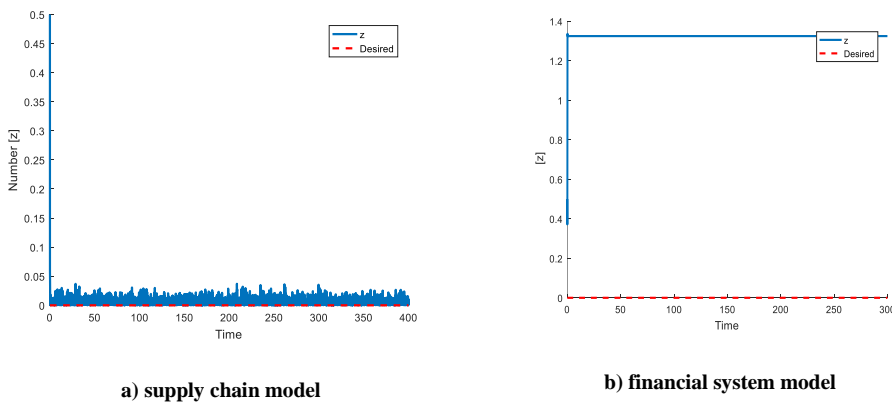 0.5
0.45
0.4
0.35
0.3
0.25
0.2
0.15
0.1
0.05
0
Number [z]
0 50 100 150 200 250 300 350 400
Time
z
Desired
a) supply chain model
1.4
1.2
1
0.8
0.6
0.4
0.2
0
[z]
0 50 100 150 200 250 300
Time
z
Desired
b) financial system model